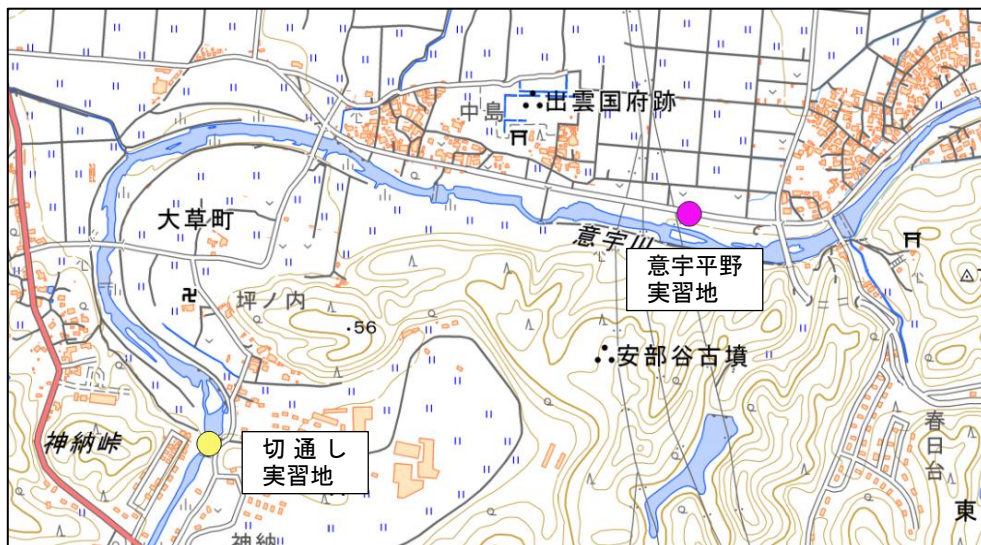 出雲国府跡
中島
大草町
意宇川
意宇平野
実習地
坪ノ内
56
安部谷古墳
神納峠
切通し
実習地
春日台
東
神納